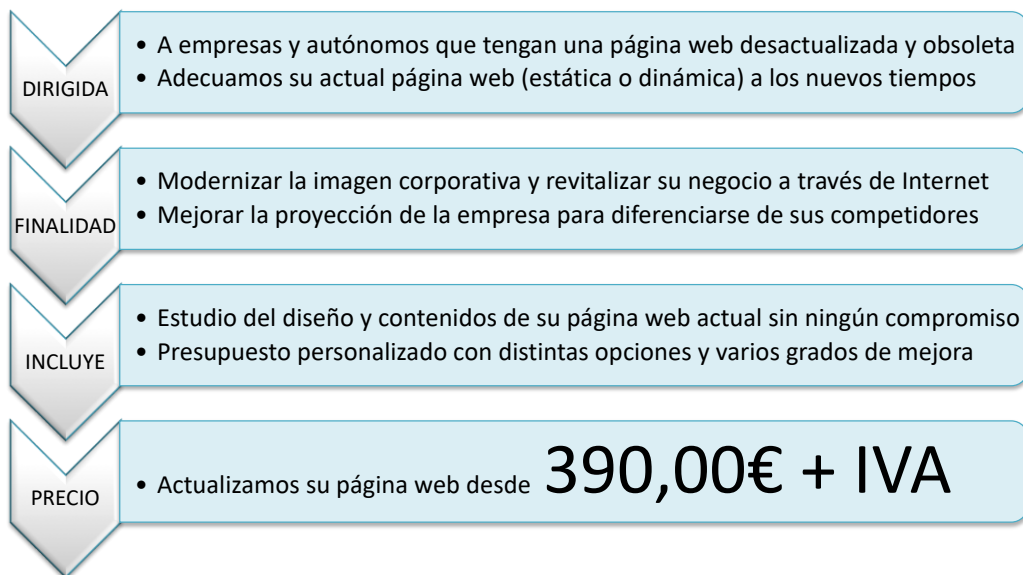 DIRIGIDA
• A empresas y autónomos que tengan una página web desactualizada y obsoleta
• Adecuamos su actual página web (estática o dinámica) a los nuevos tiempos
FINALIDAD
• Modernizar la imagen corporativa y revitalizar su negocio a través de Internet
• Mejorar la proyección de la empresa para diferenciarse de sus competidores
INCLUYE
• Estudio del diseño y contenidos de su página web actual sin ningún compromiso
• Presupuesto personalizado con distintas opciones y varios grados de mejora
PRECIO
• Actualizamos su página web desde 390,00€ + IVA